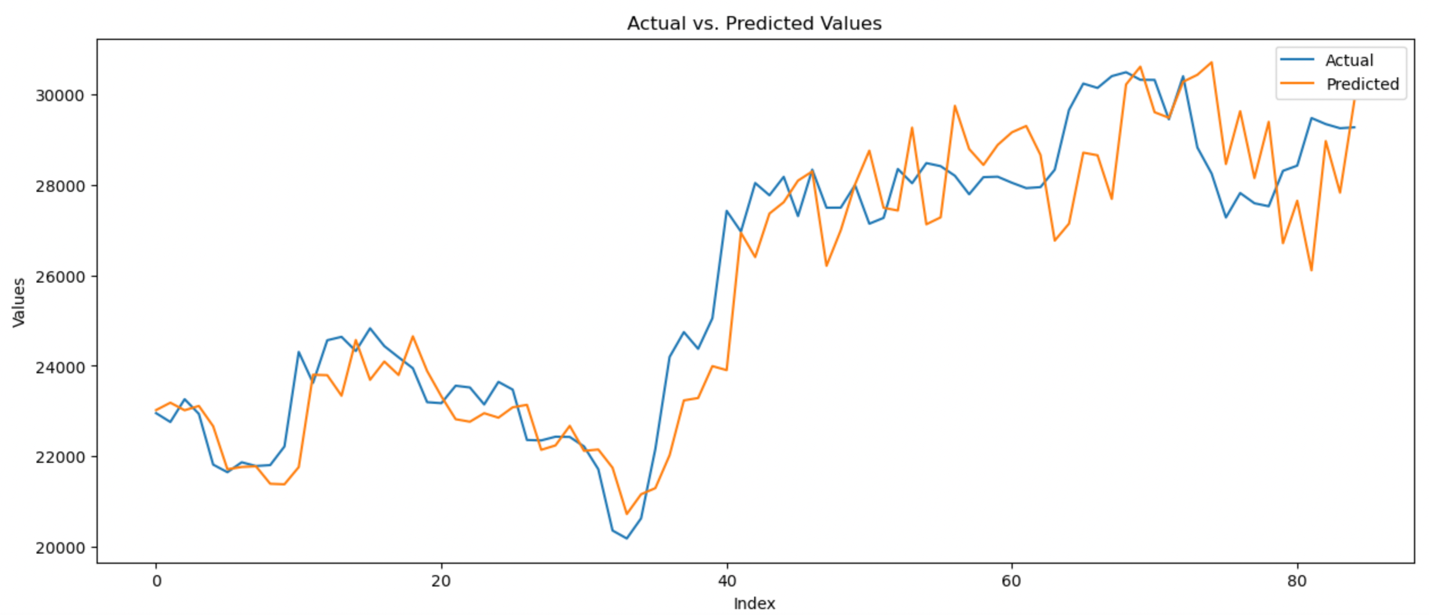 Actual vs. Predicted Values
Actual
Predicted
30000
28000
26000
24000
22000
20000
Values
0
20
40
60
80
Index